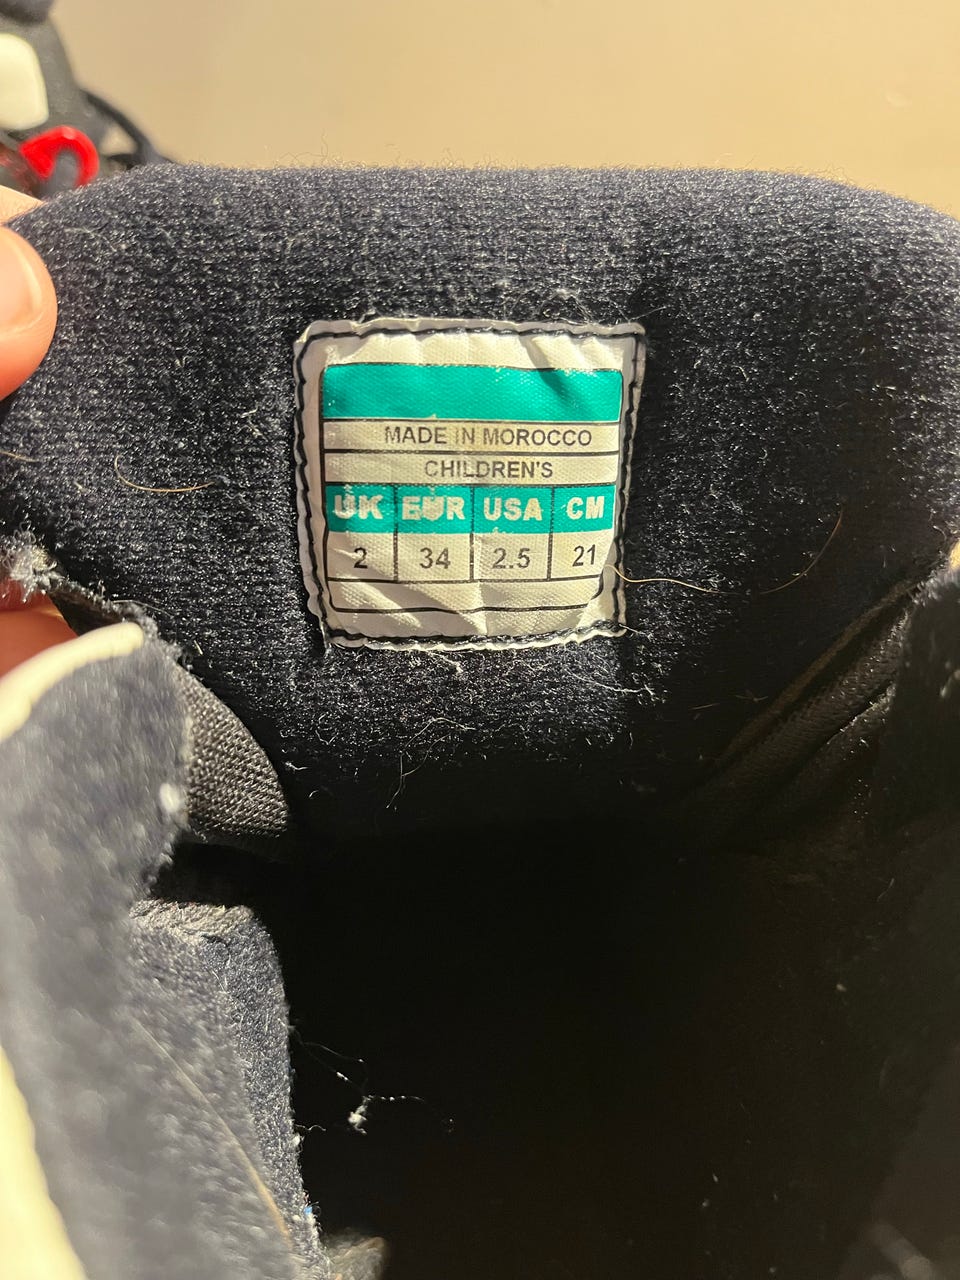 MADE IN MOROCCO
CHILDREN'S
UK EUR USA CM
2 34 2.5 21